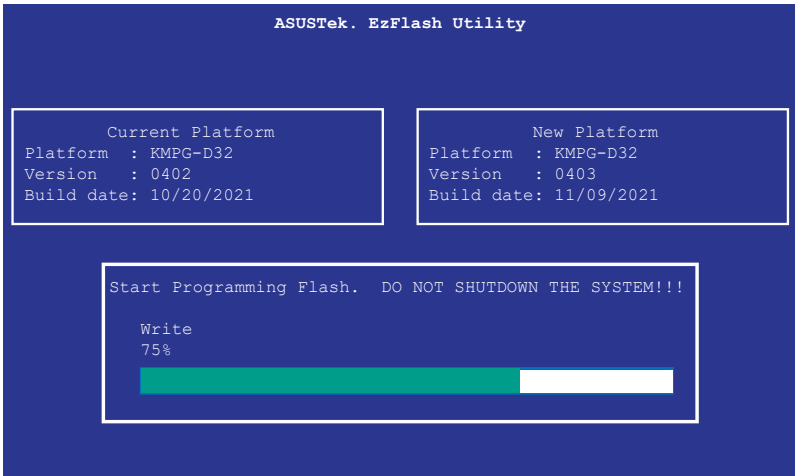 ASUSTek. EzFlash Utility
Current Platform
Platform : KMPG-D32
Version : 0402
Build date: 10/20/2021
New Platform
Platform : KMPG-D32
Version : 0403
Build date: 11/09/2021
Start Programming Flash. DO NOT SHUTDOWN THE SYSTEM!!!
Write
75%